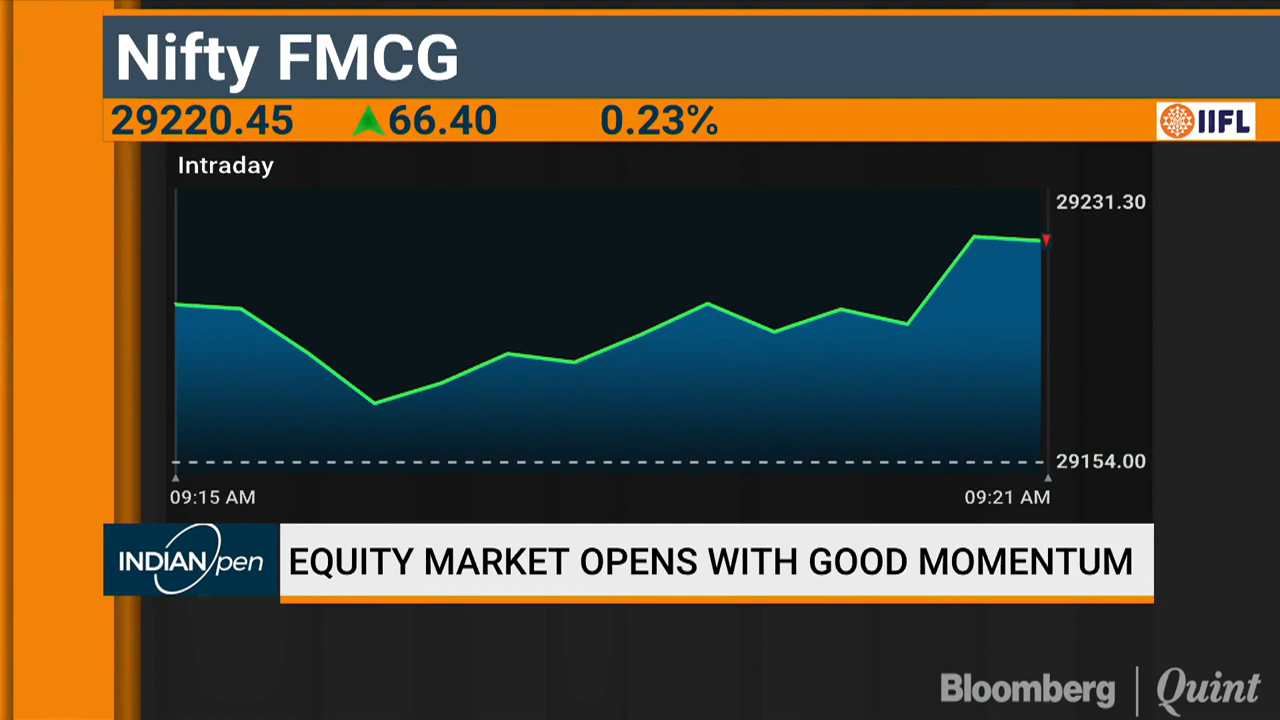 Nifty FMCG
29220.45 66.40 0.23%
IIFL
Intraday
29231.30
29154.00
09:15 AM 09:21 AM
INDIAN Open EQUITY MARKET OPENS WITH GOOD MOMENTUM
Bloomberg | Quint